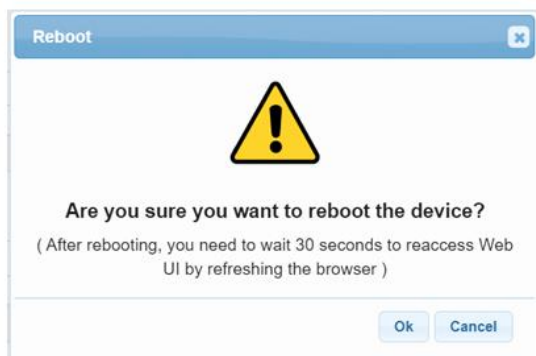 Reboot
Are you sure you want to reboot the device?
( After rebooting, you need to wait 30 seconds to reaccess Web
UI by refreshing the browser )
Ok Cancel